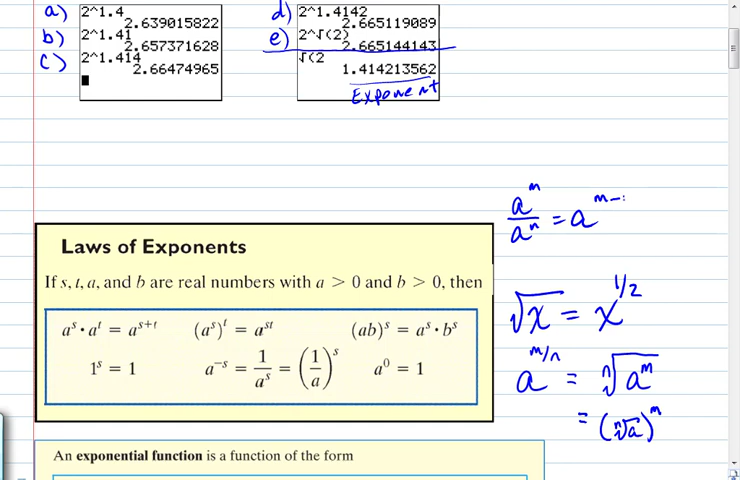 a) 2^1.4
2.639015822
b) 2^1.41
2.657371628
c) 2^1.414
2.66474965
d) 2^1.4142
2.665119089
e) 2^√(2)
2.665144143
√(2
1.414213562
Exponent
a^m/a^n = a^(m-
Laws of Exponents
If s, t, a, and b are real numbers with a > 0 and b > 0, then
a^s • a^t = a^(s+t) (a^s)^t = a^(st) (ab)^s = a^s • b^s
1^s = 1 a^(-s) = 1/a^s = (1/a)^s a^0 = 1
√x = x^(1/2)
a^(m/n) = ⁿ√(a^m)
= (ⁿ√a)^m
An exponential function is a function of the form